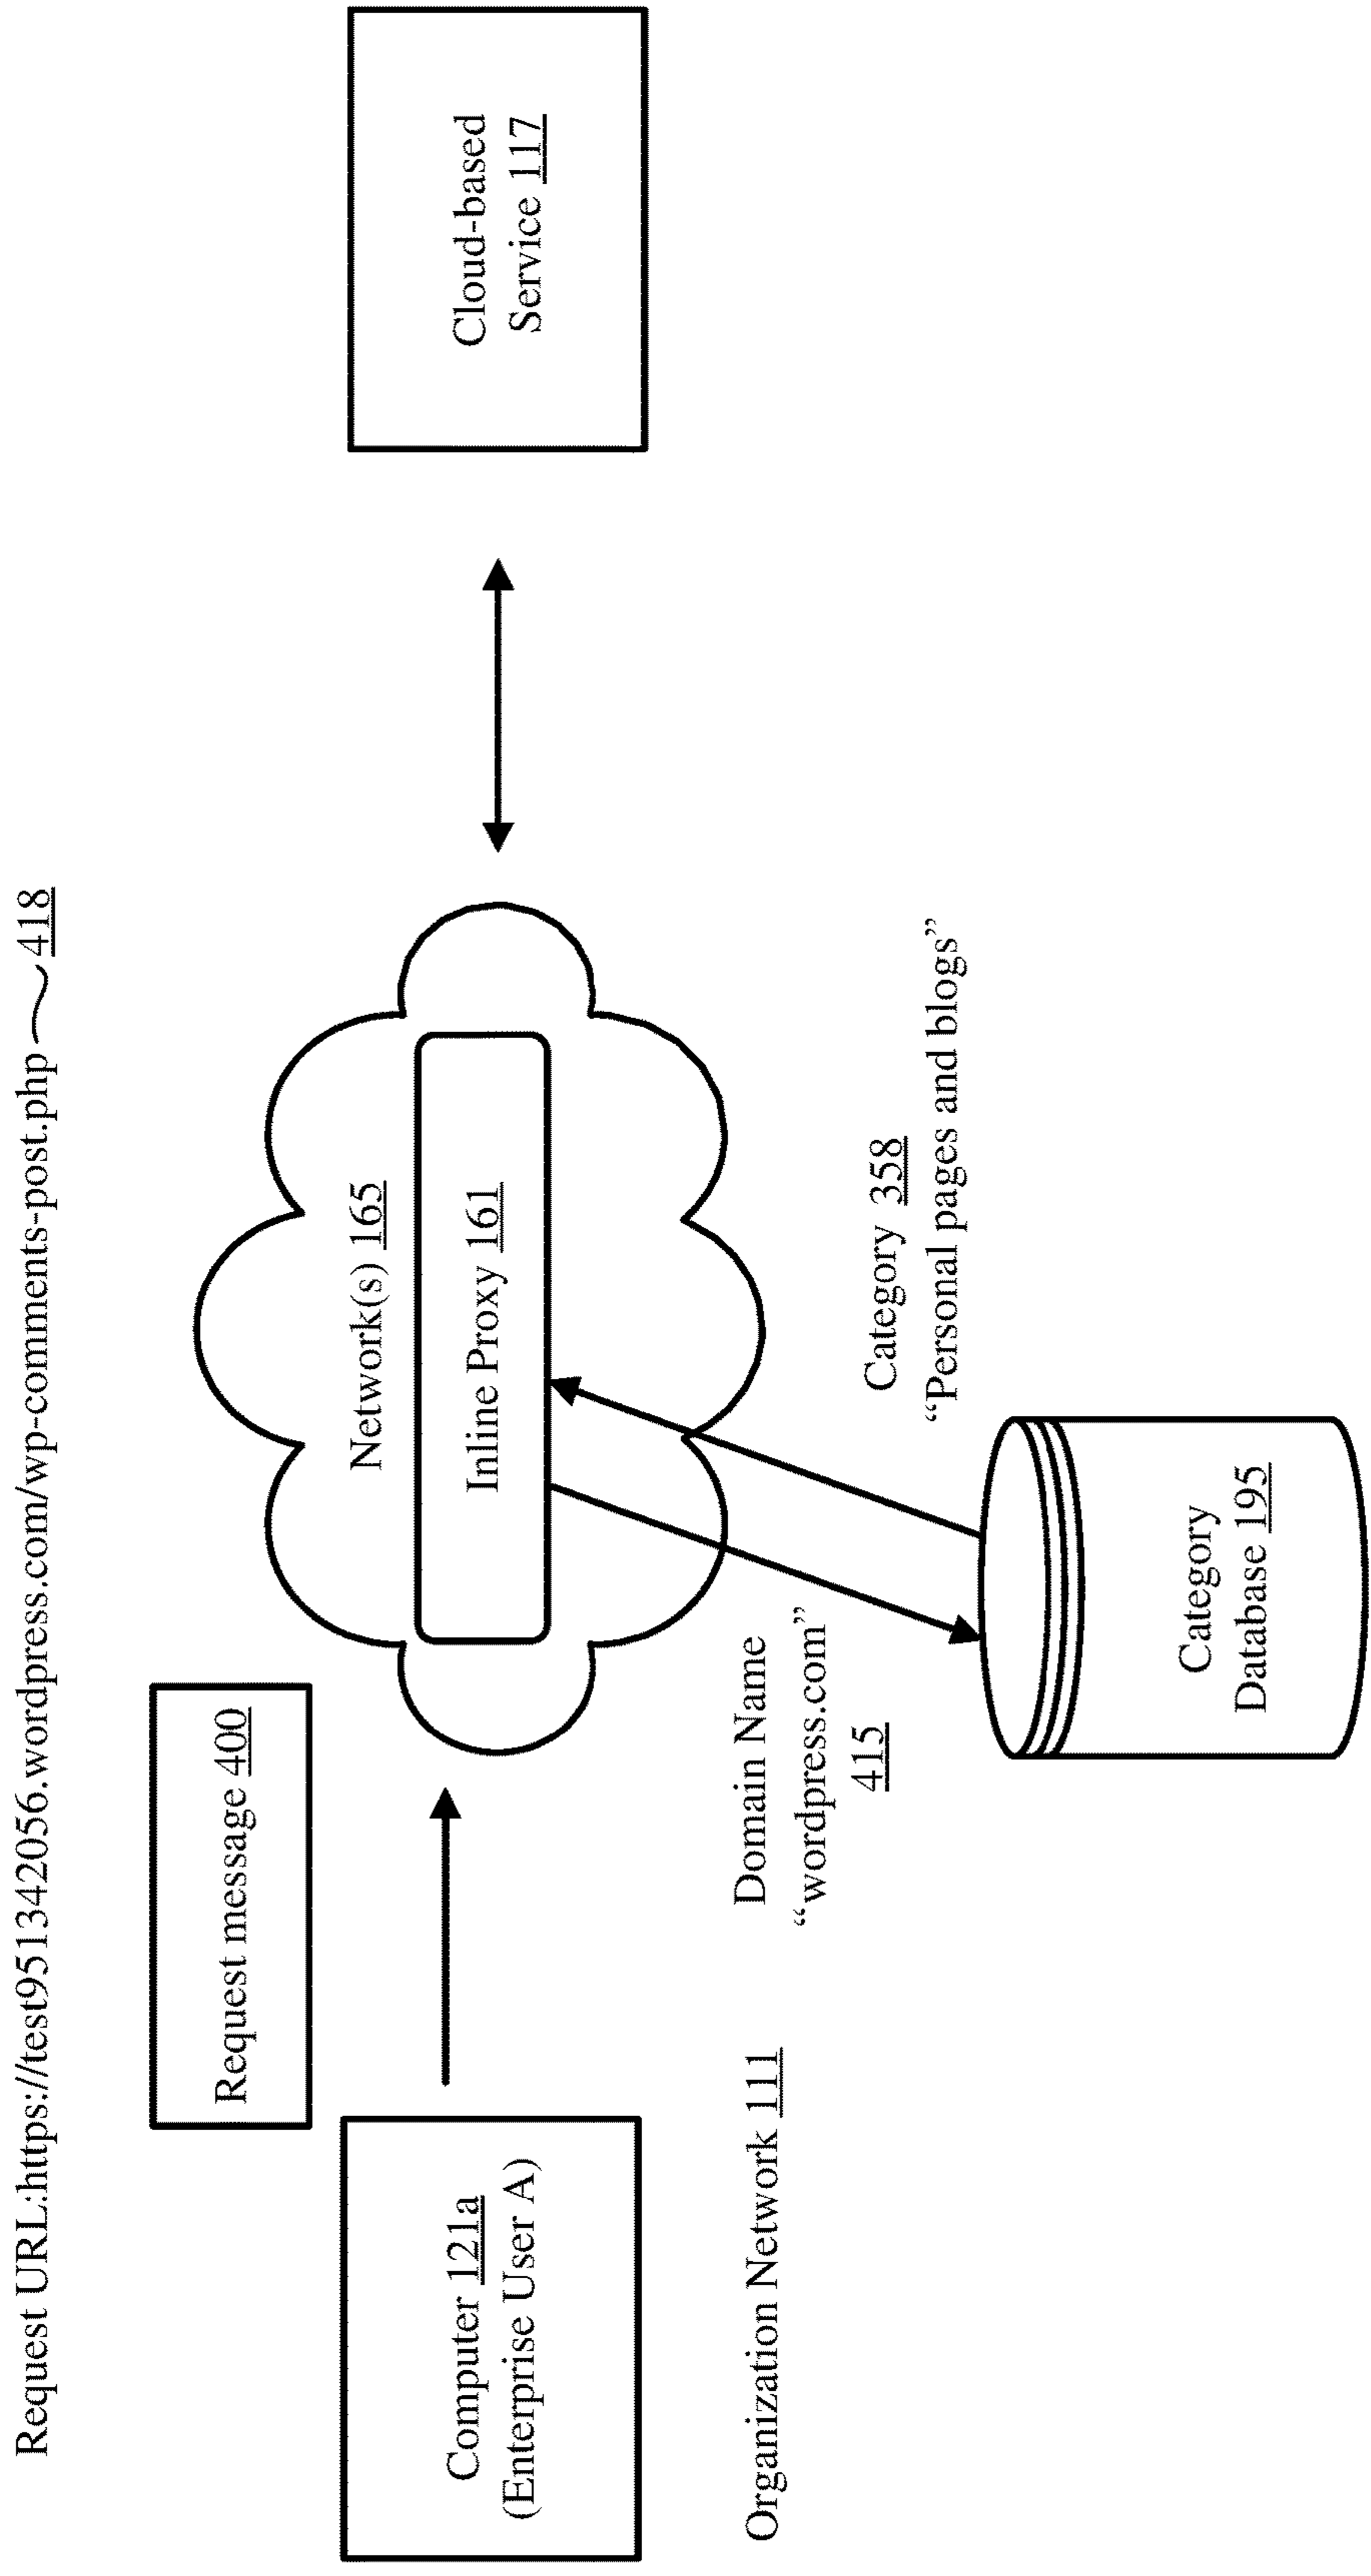 Request URL:https://test951342056.wordpress.com/wp-comments-post.php 418
Request message 400
Computer 121a
(Enterprise User A)
Organization Network 111
Network(s) 165
Inline Proxy 161
Domain Name
“wordpress.com”
415
Category 358
“Personal pages and blogs”
Category
Database 195
Cloud-based
Service 117